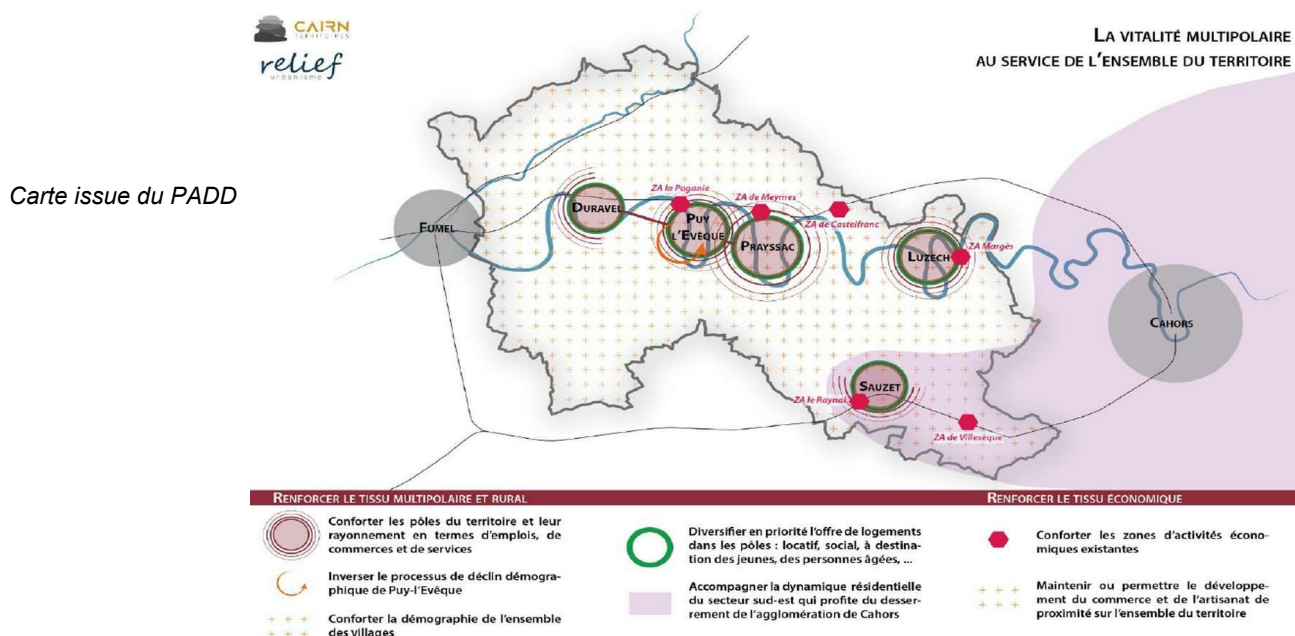 CAIRN
TERRITOIRES
relief
urbanisme
LA VITALITÉ MULTIPOLAIRE
AU SERVICE DE L'ENSEMBLE DU TERRITOIRE
Carte issue du PADD
FUMEL
DURAVEL
ZA la Paganie
PUY
L'EVÊQUE
ZA de Meymes
PRAYSSAC
ZA de Castelfranc
LUZECH
ZA Margès
CAHORS
SAUZET
ZA le Raynal
ZA de Villesèque
RENFORCER LE TISSU MULTIPOLAIRE ET RURAL
Conforter les pôles du territoire et leur
rayonnement en termes d'emplois, de
commerces et de services
Inverser le processus de déclin démogra-
phique de Puy-l'Evêque
Conforter la démographie de l'ensemble
des villages
Diversifier en priorité l'offre de logements
dans les pôles : locatif, social, à destina-
tion des jeunes, des personnes âgées, ...
Accompagner la dynamique résidentielle
du secteur sud-est qui profite du desser-
rement de l'agglomération de Cahors
RENFORCER LE TISSU ÉCONOMIQUE
Conforter les zones d'activités écono-
miques existantes
Maintenir ou permettre le développe-
ment du commerce et de l'artisanat de
proximité sur l'ensemble du territoire